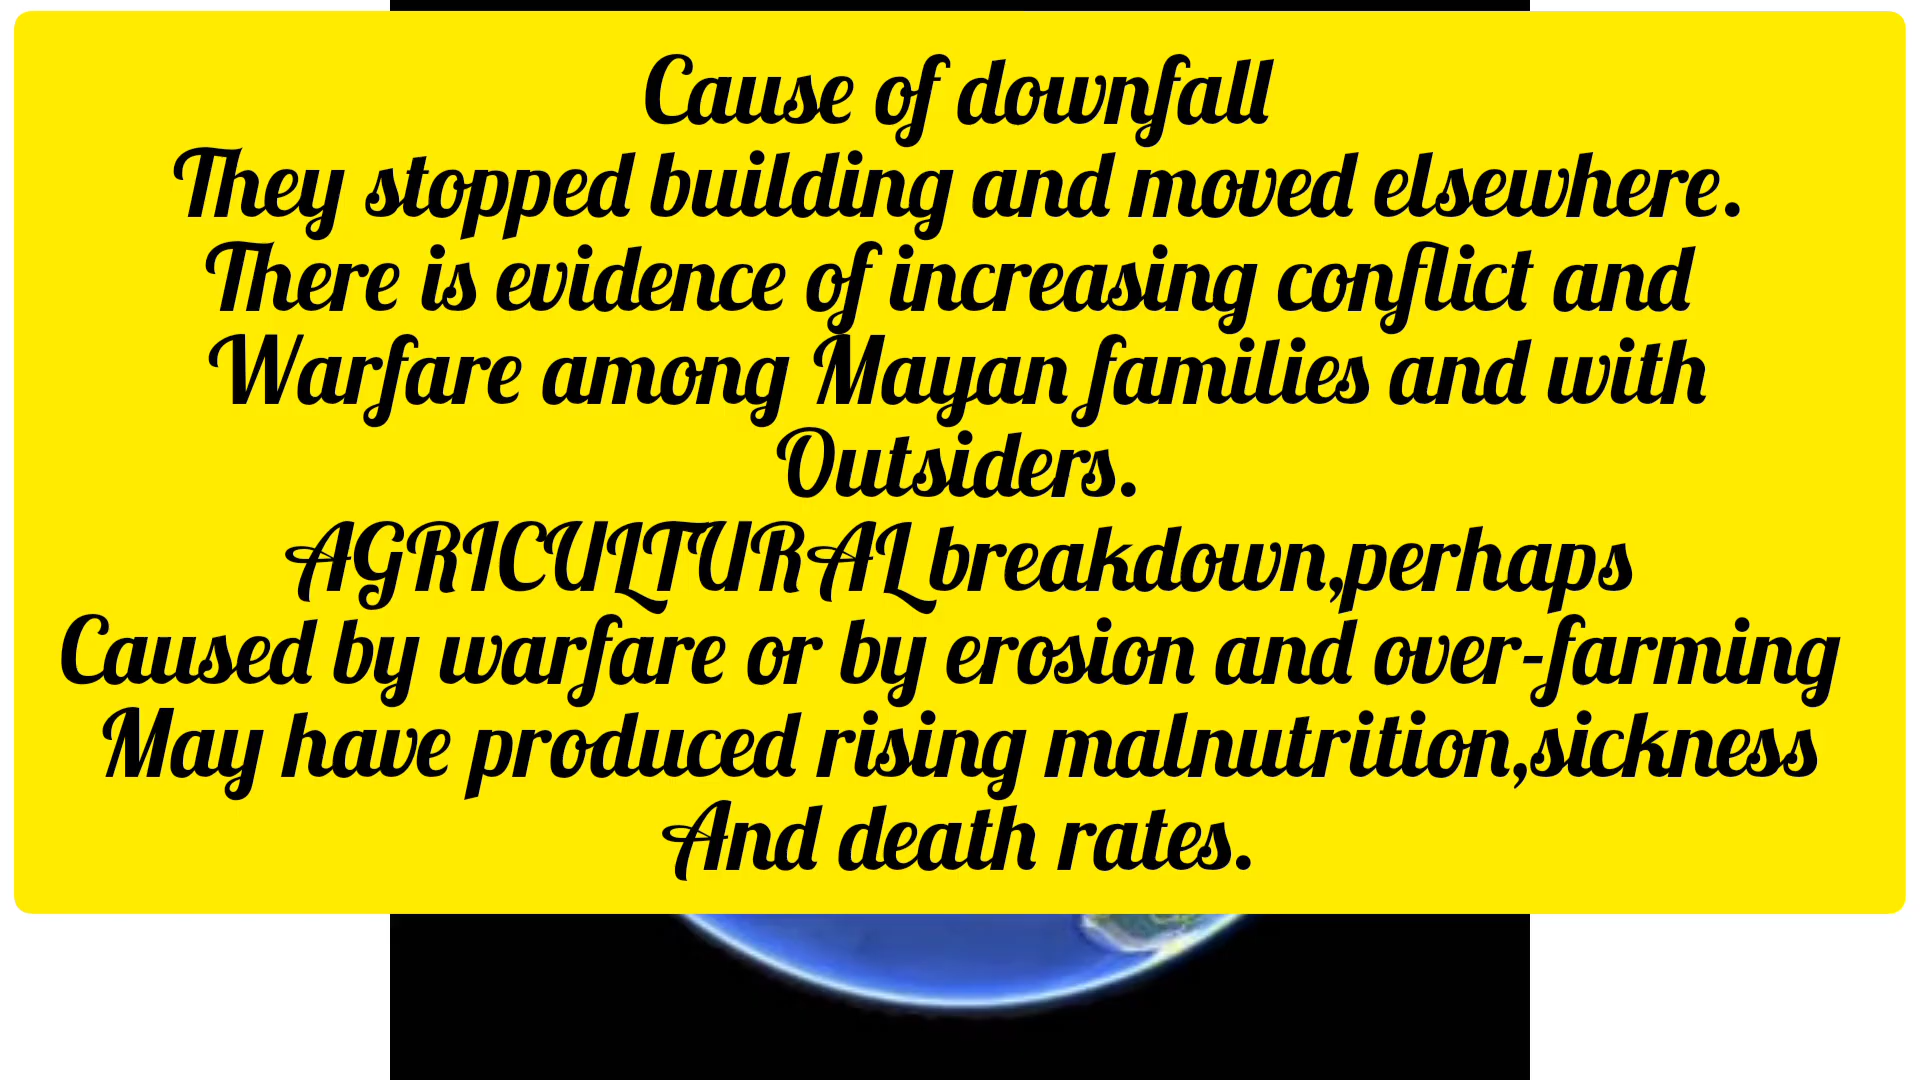 Cause of downfall
They stopped building and moved elsewhere.
There is evidence of increasing conflict and
Warfare among Mayan families and with
Outsiders.
AGRICULTURAL breakdown,perhaps
Caused by warfare or by erosion and over-farming
May have produced rising malnutrition,sickness
And death rates.